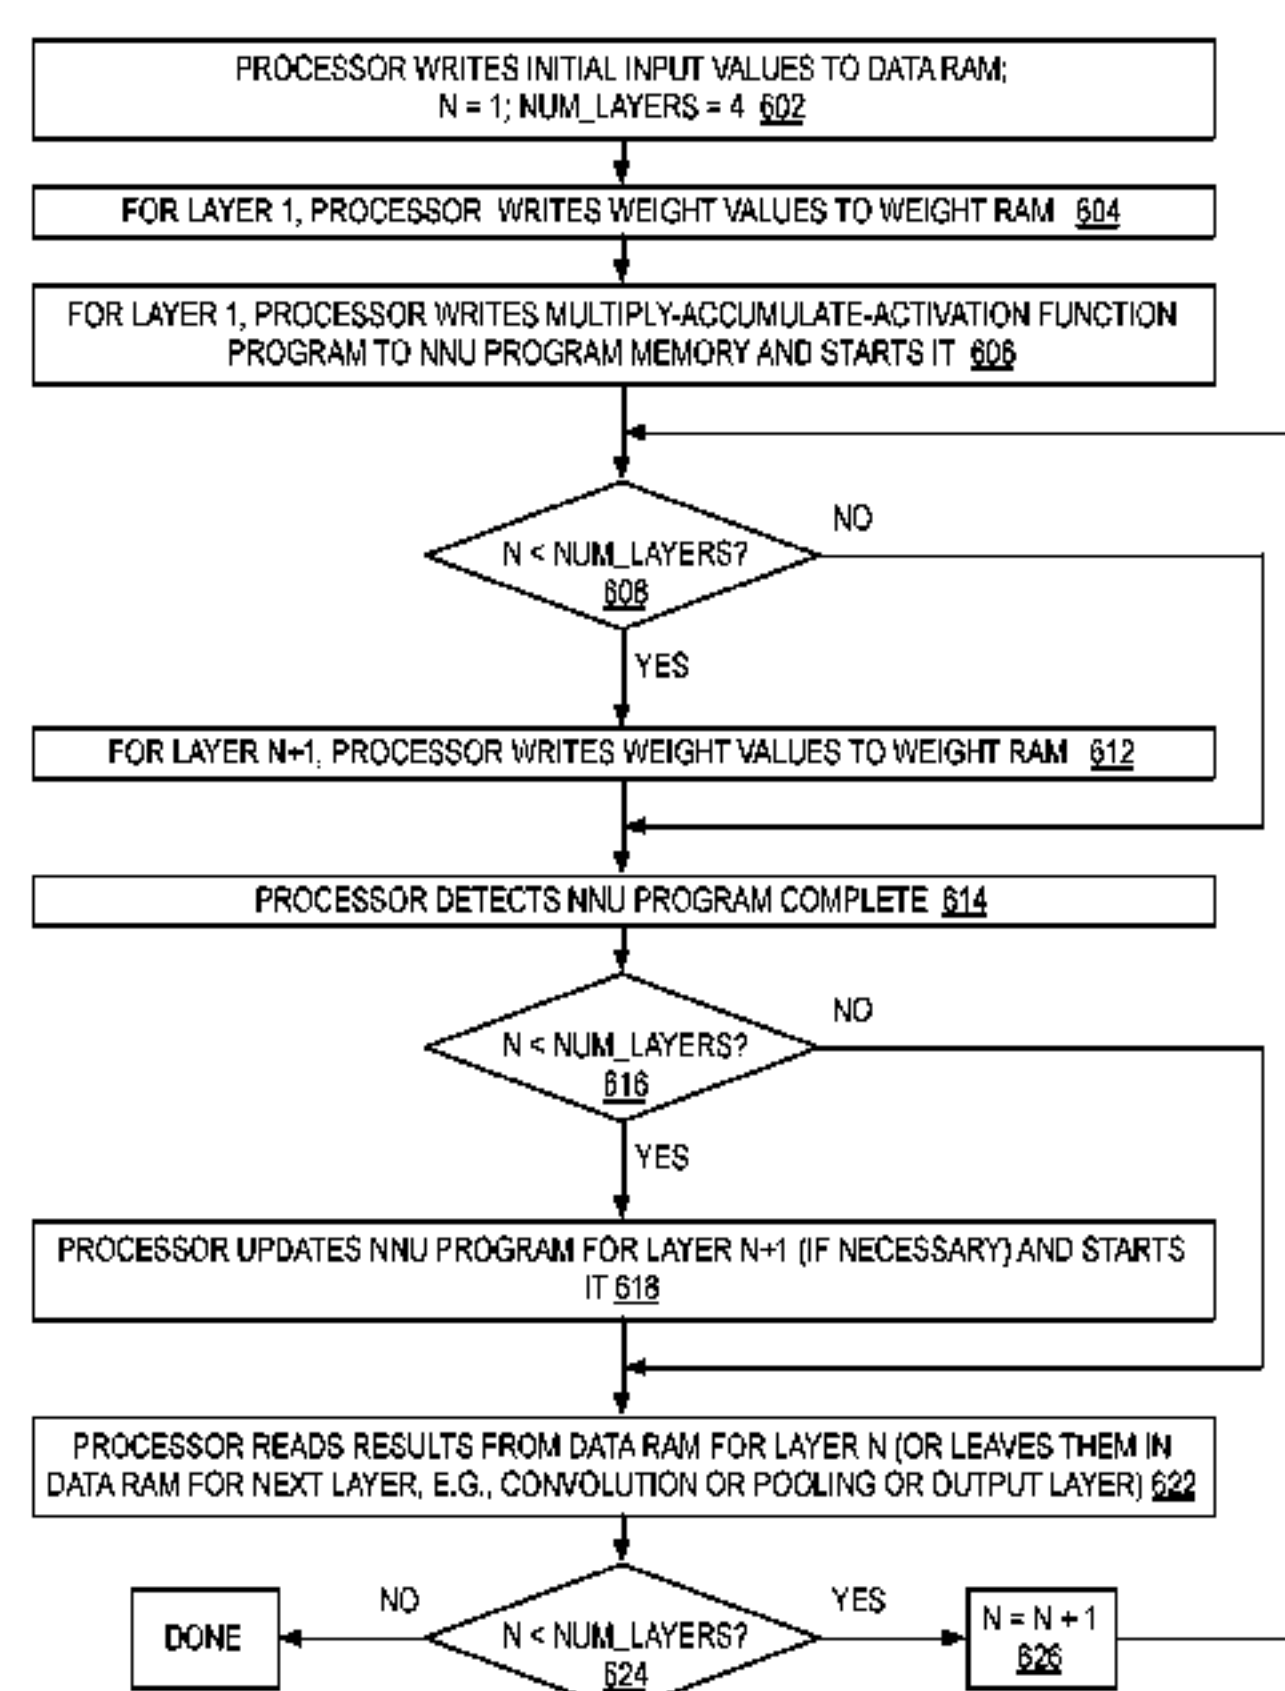 PROCESSOR WRITES INITIAL INPUT VALUES TO DATA RAM;
N = 1; NUM_LAYERS = 4 602
FOR LAYER 1, PROCESSOR WRITES WEIGHT VALUES TO WEIGHT RAM 604
FOR LAYER 1, PROCESSOR WRITES MULTIPLY-ACCUMULATE-ACTIVATION FUNCTION
PROGRAM TO NNU PROGRAM MEMORY AND STARTS IT 606
NO
N < NUM_LAYERS?
608
YES
FOR LAYER N+1, PROCESSOR WRITES WEIGHT VALUES TO WEIGHT RAM 612
PROCESSOR DETECTS NNU PROGRAM COMPLETE 614
NO
N < NUM_LAYERS?
616
YES
PROCESSOR UPDATES NNU PROGRAM FOR LAYER N+1 (IF NECESSARY) AND STARTS
IT 618
PROCESSOR READS RESULTS FROM DATA RAM FOR LAYER N (OR LEAVES THEM IN
DATA RAM FOR NEXT LAYER, E.G., CONVOLUTION OR POOLING OR OUTPUT LAYER) 622
NO
YES
DONE
N < NUM_LAYERS?
624
N = N + 1
626